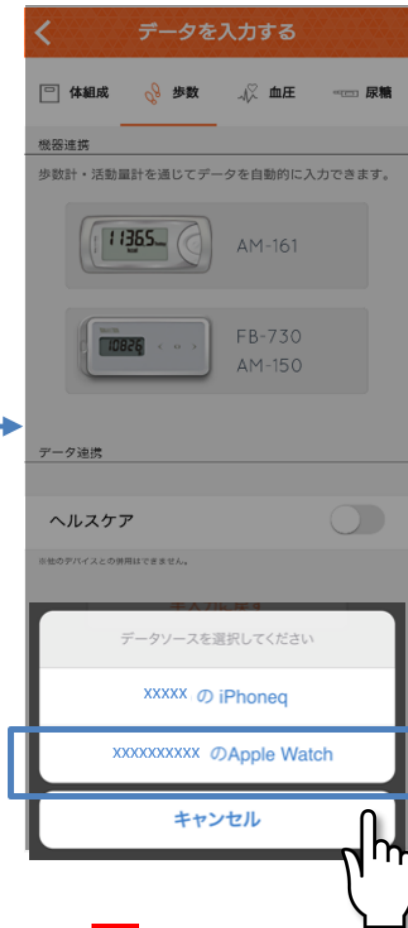 データを入力する
体組成 歩数 血圧 尿糖
機器連携
歩数計・活動量計を通じてデータを自動的に入力できます。
11365
AM-161
10826
FB-730
AM-150
データ連携
ヘルスケア
※他のデバイスとの併用はできません。
データソースを選択してください
xxxxx の iPhoneq
xxxxxxxxxx のApple Watch
キャンセル